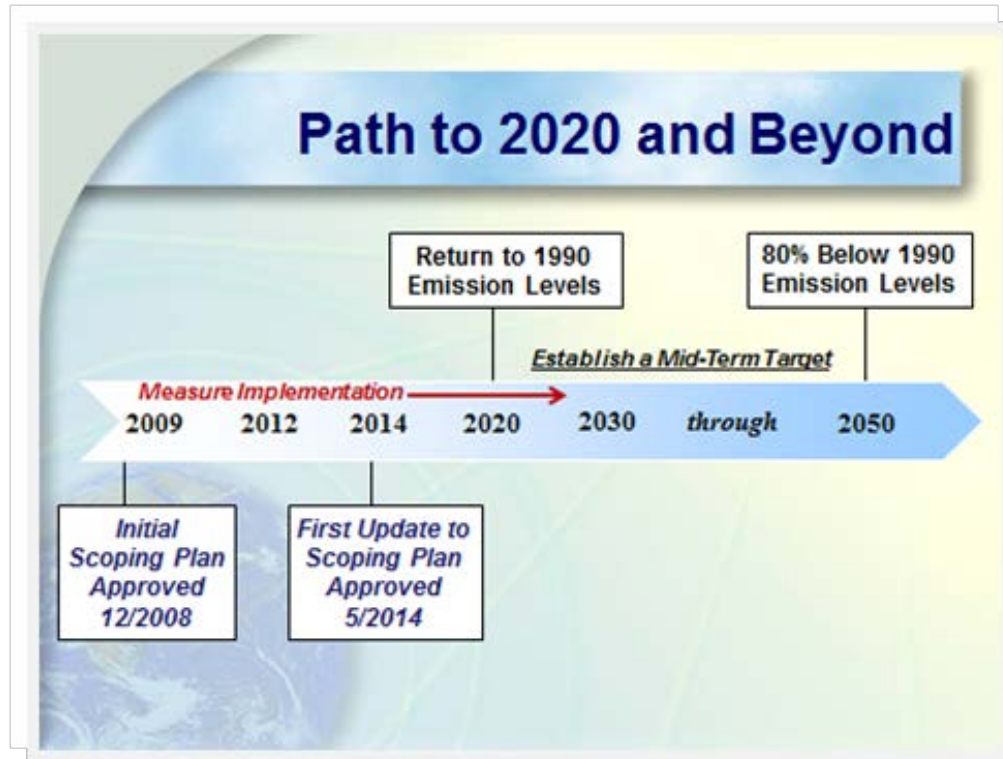 Path to 2020 and Beyond
Return to 1990
Emission Levels
80% Below 1990
Emission Levels
Establish a Mid-Term Target
Measure Implementation
2009 2012 2014 2020 2030 through 2050
Initial
Scoping Plan
Approved
12/2008
First Update to
Scoping Plan
Approved
5/2014